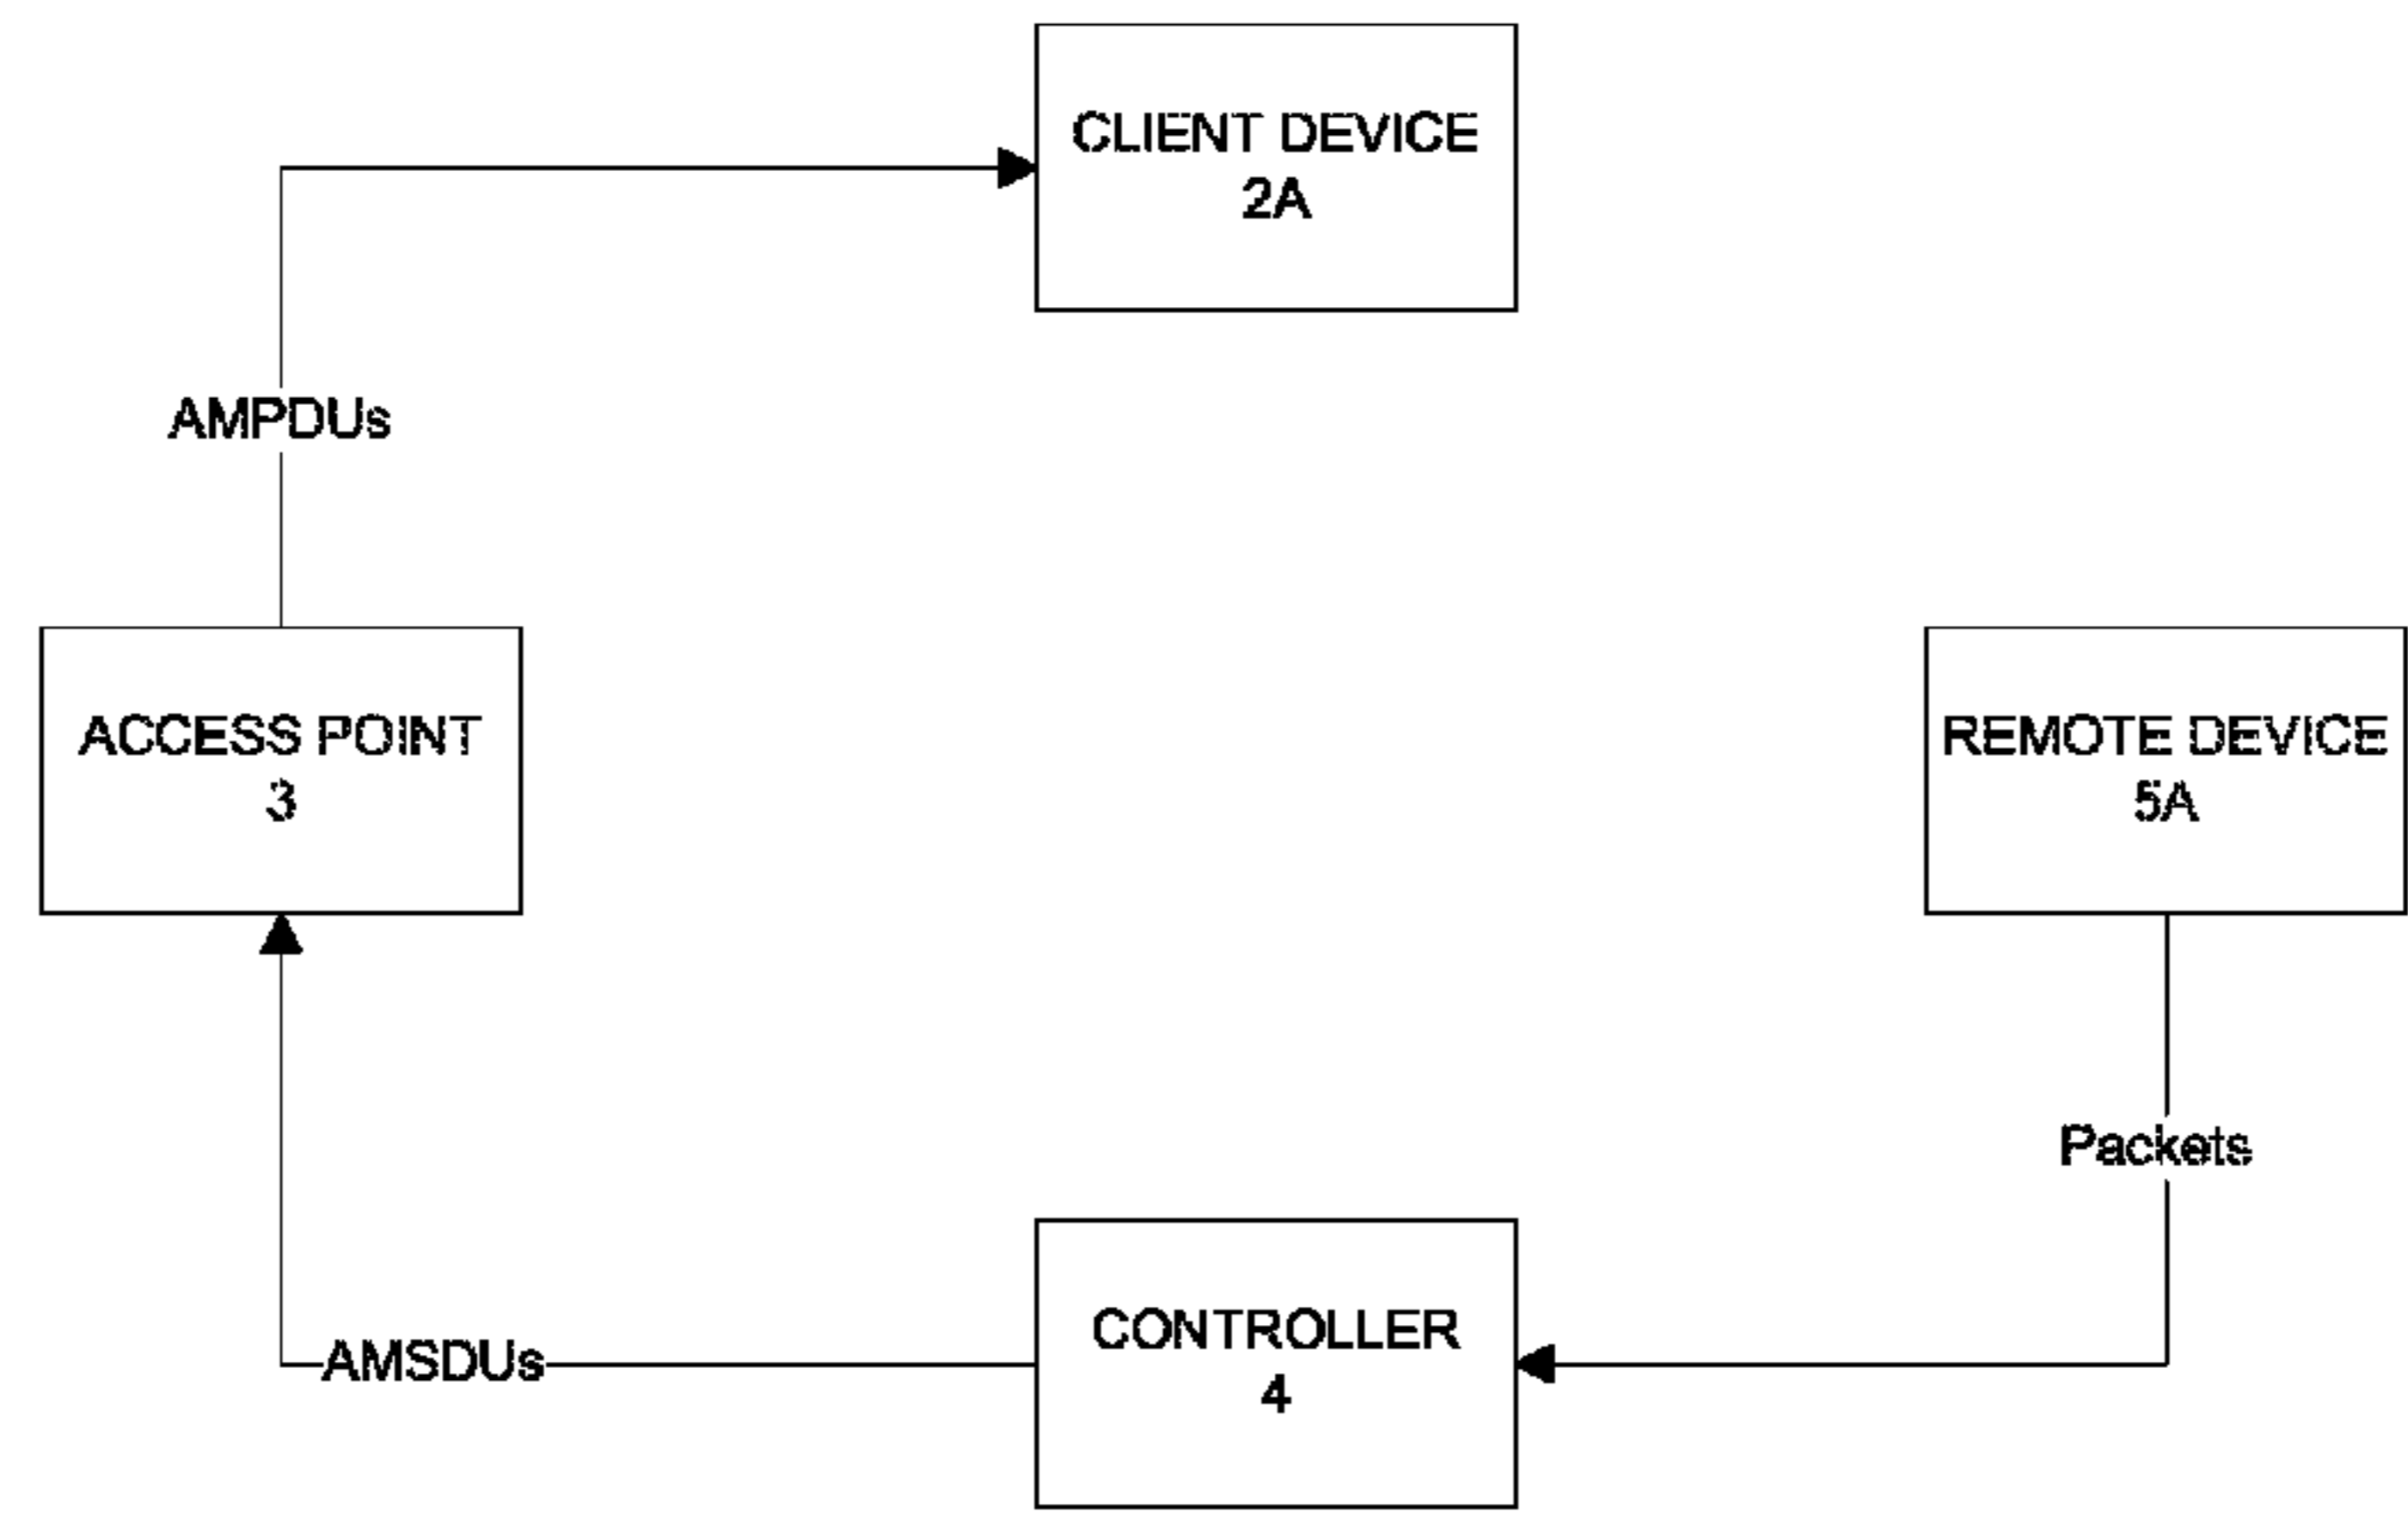 CLIENT DEVICE
2A
AMPDUs
ACCESS POINT
3
REMOTE DEVICE
5A
Packets
CONTROLLER
4
AMSDUs